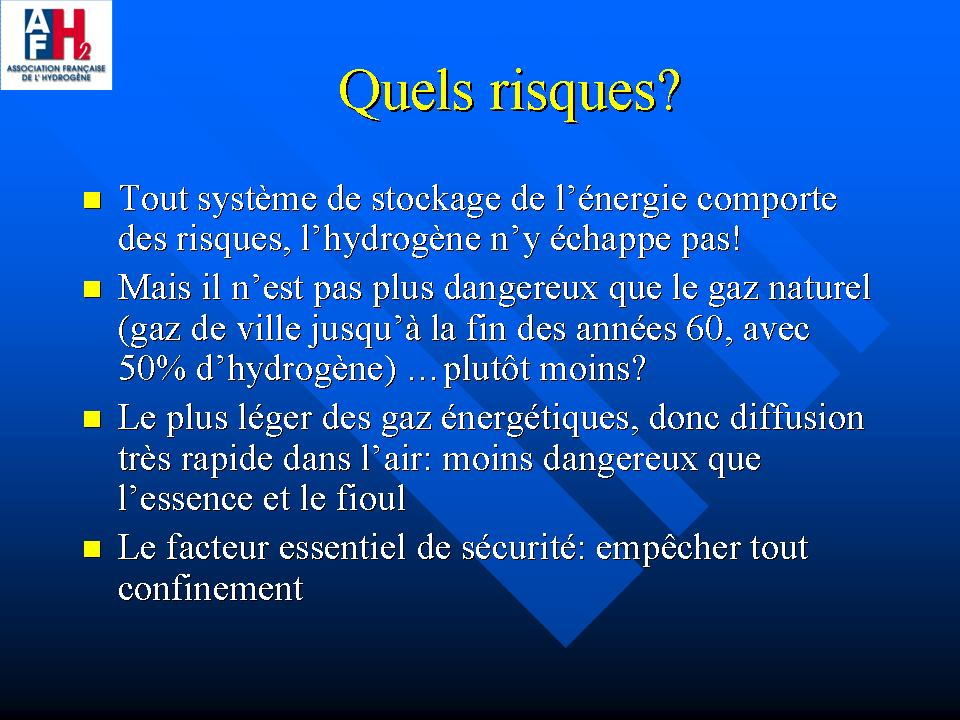 AFH2
ASSOCIATION FRANÇAISE
DE L'HYDROGÈNE
Quels risques?
Tout système de stockage de l’énergie comporte
des risques, l’hydrogène n’y échappe pas!
Mais il n’est pas plus dangereux que le gaz naturel
(gaz de ville jusqu’à la fin des années 60, avec
50% d’hydrogène) …plutôt moins?
Le plus léger des gaz énergétiques, donc diffusion
très rapide dans l’air: moins dangereux que
l’essence et le fioul
Le facteur essentiel de sécurité: empêcher tout
confinement